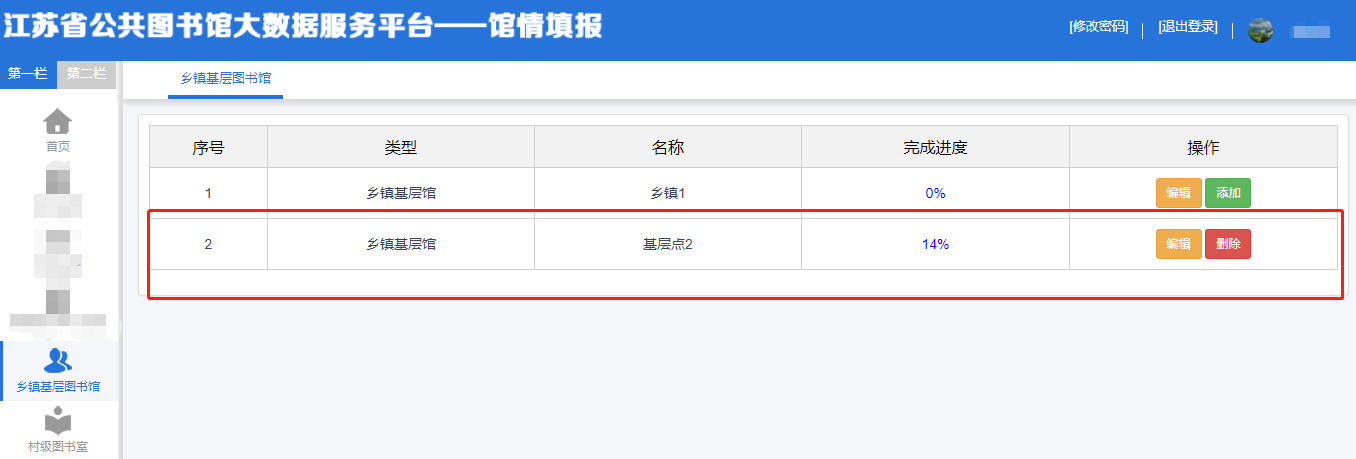 江苏省公共图书馆大数据服务平台——馆情填报
[修改密码] | [退出登录] |
第一栏 第二栏
乡镇基层图书馆
首页
乡镇基层图书馆
村级图书室
序号 类型 名称 完成进度 操作
1 乡镇基层馆 乡镇1 0% 编辑 添加
2 乡镇基层馆 基层点2 14% 编辑 删除